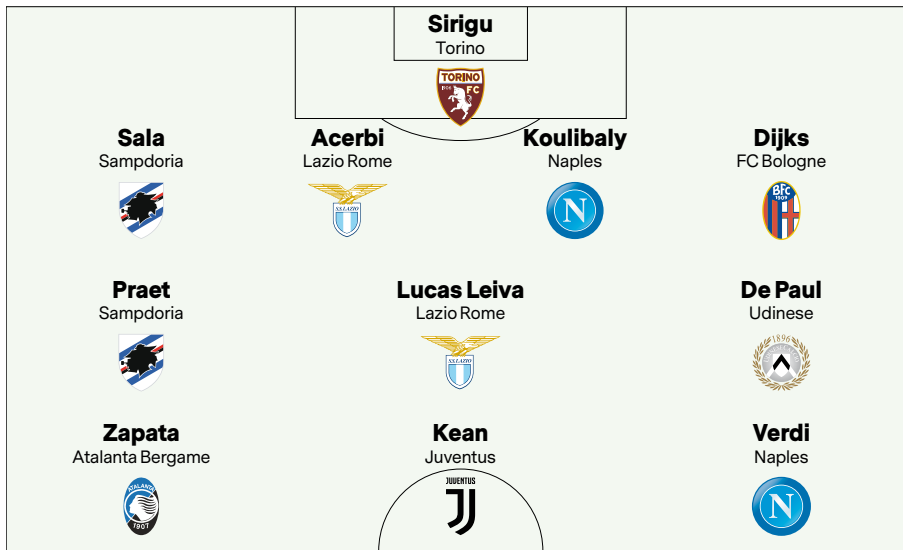 Sirigu
Torino
TORINO
FC
Sala
Sampdoria
Acerbi
Lazio Rome
Koulibaly
Naples
Dijks
FC Bologne
S.S.LAZIO
N
BFC
1909
Praet
Sampdoria
Lucas Leiva
Lazio Rome
De Paul
Udinese
S.S.LAZIO
1896
Zapata
Atalanta Bergame
Kean
Juventus
Verdi
Naples
ATALANTA
1907
JUVENTUS
N